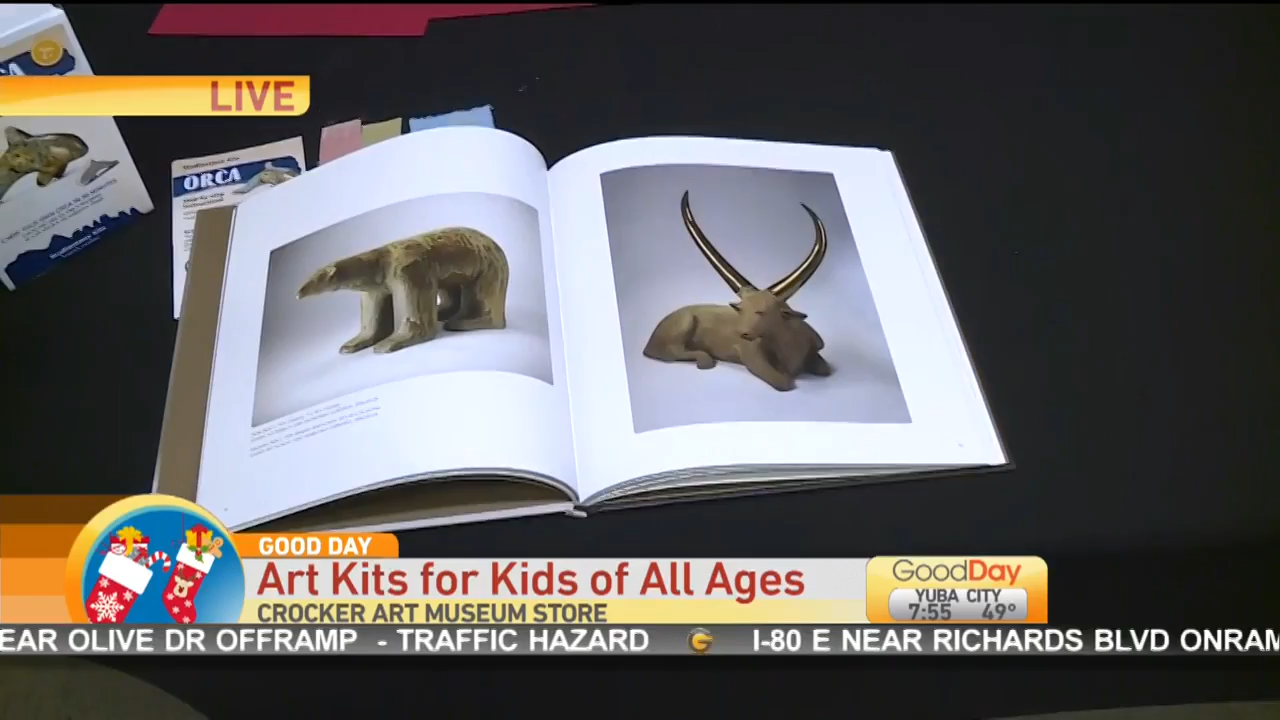 LIVE
ORCA
GOOD DAY
Art Kits for Kids of All Ages
CROCKER ART MUSEUM STORE
GoodDay
YUBA CITY
7:55 49°
EAR OLIVE DR OFFRAMP - TRAFFIC HAZARD I-80 E NEAR RICHARDS BLVD ONRAM